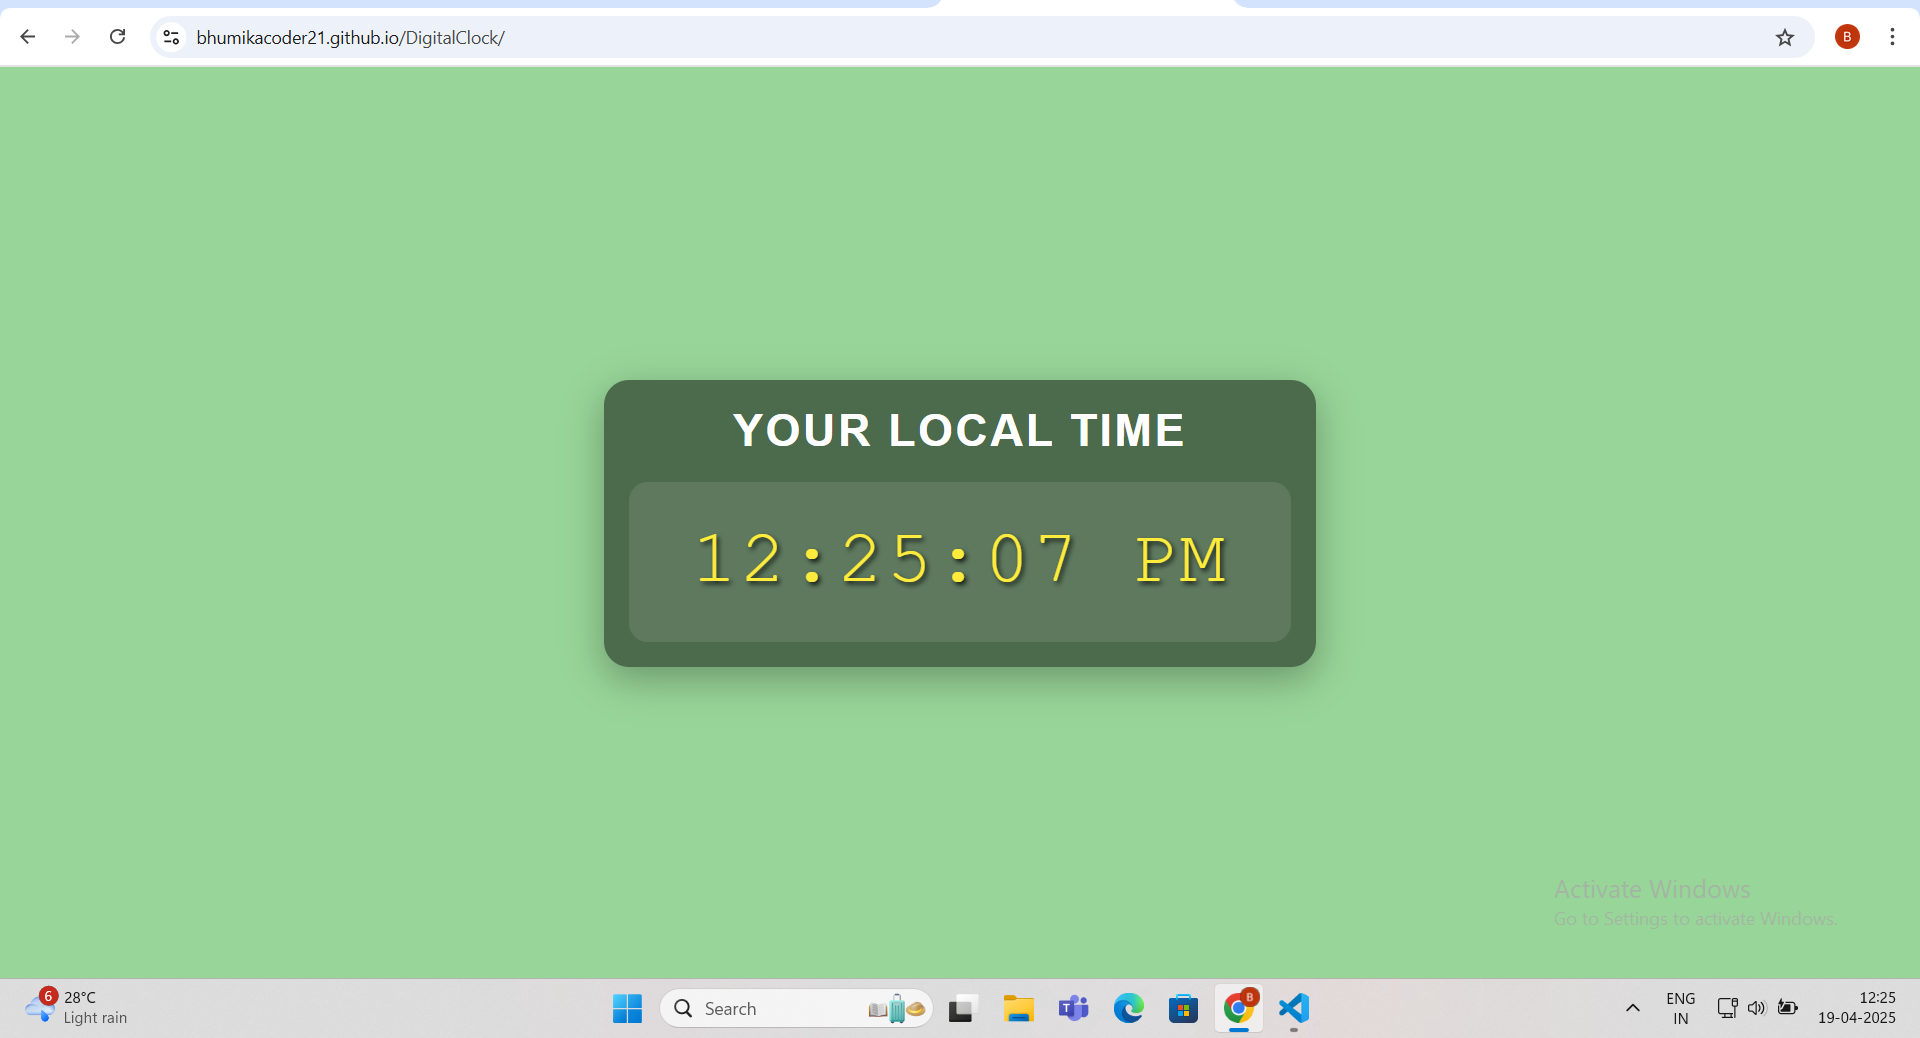 bhumikacoder21.github.io/DigitalClock/
B
YOUR LOCAL TIME
12:25:07 PM
Activate Windows
Go to Settings to activate Windows.
6
28°C
Light rain
Search
T
B
ENG
IN
12:25
19-04-2025